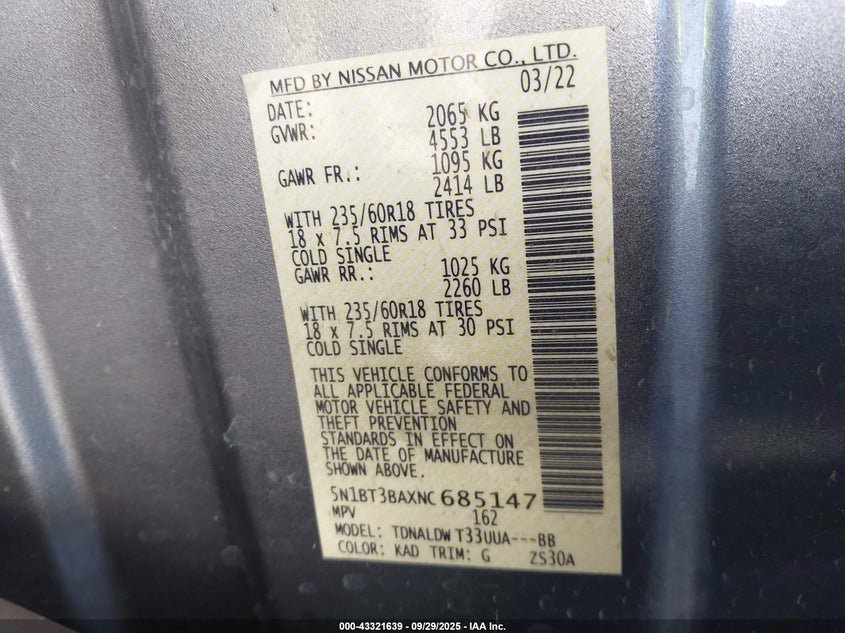 MFD BY NISSAN MOTOR CO., LTD.
DATE: 03/22
GVWR: 2065 KG
4553 LB
GAWR FR.: 1095 KG
2414 LB
WITH 235/60R18 TIRES
18 x 7.5 RIMS AT 33 PSI
COLD SINGLE
GAWR RR.: 1025 KG
2260 LB
WITH 235/60R18 TIRES
18 x 7.5 RIMS AT 30 PSI
COLD SINGLE
THIS VEHICLE CONFORMS TO
ALL APPLICABLE FEDERAL
MOTOR VEHICLE SAFETY AND
THEFT PREVENTION
STANDARDS IN EFFECT ON
THE DATE OF MANUFACTURE
SHOWN ABOVE.
5N1BT3BAXNC685147
MPV 162
MODEL: TDNALDW T33UUA---BB
COLOR: KAD TRIM: G ZS30A
000-43321639 - 09/29/2025 - IAA Inc.